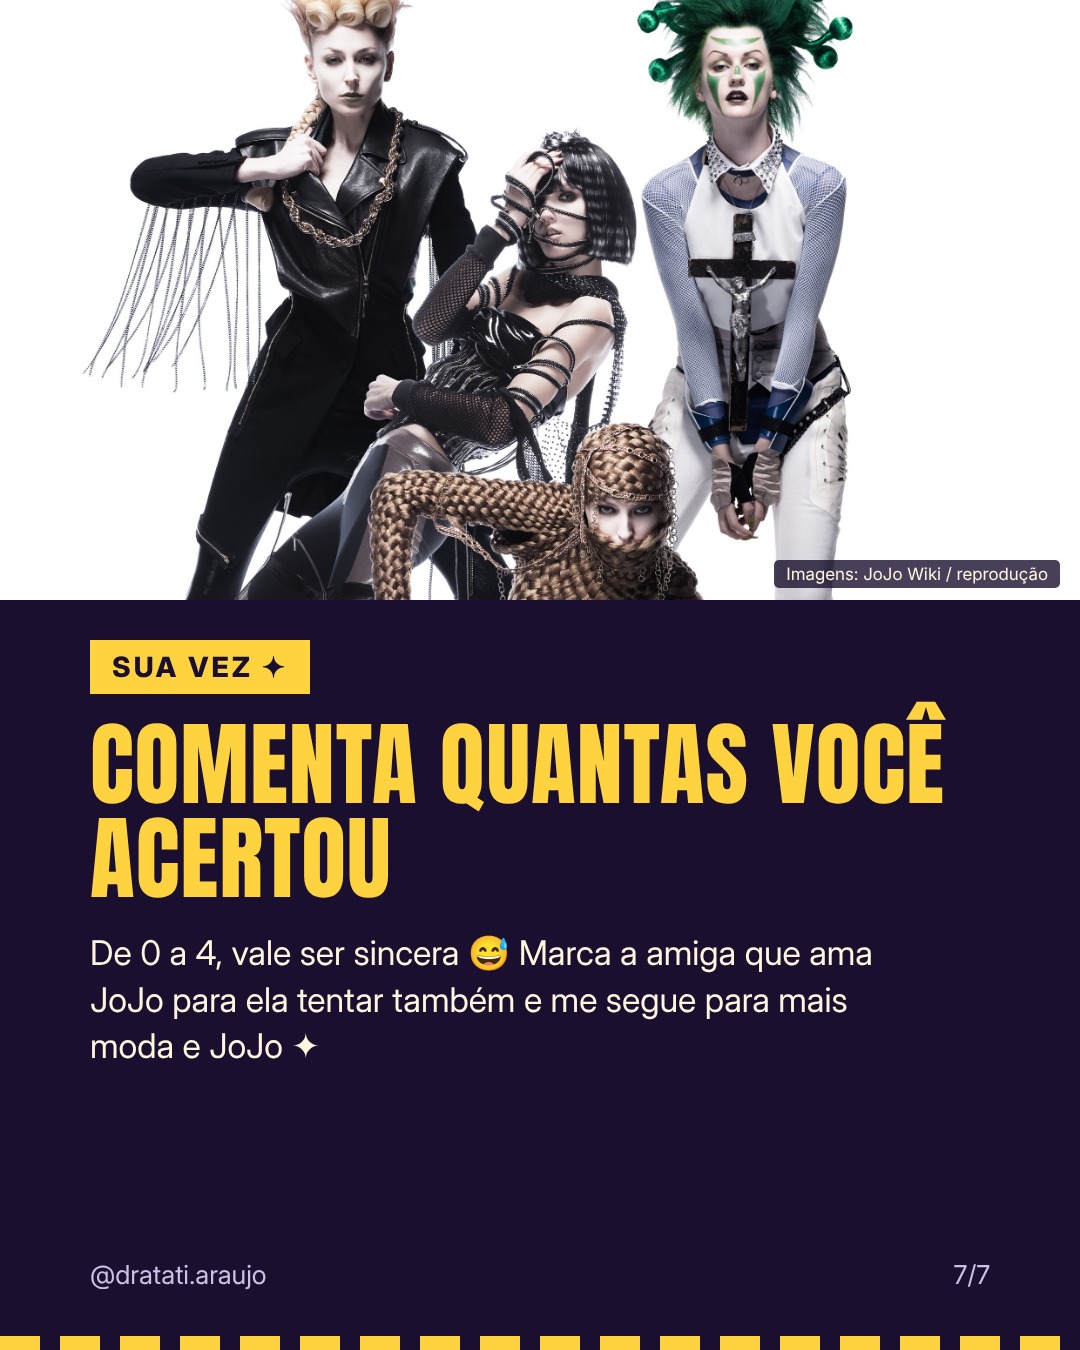 Imagens: JoJo Wiki / reprodução
SUA VEZ ✦
COMENTA QUANTAS VOCÊ
ACERTOU
De 0 a 4, vale ser sincera 😅 Marca a amiga que ama
JoJo para ela tentar também e me segue para mais
moda e JoJo ✦
@dratati.araujo
7/7